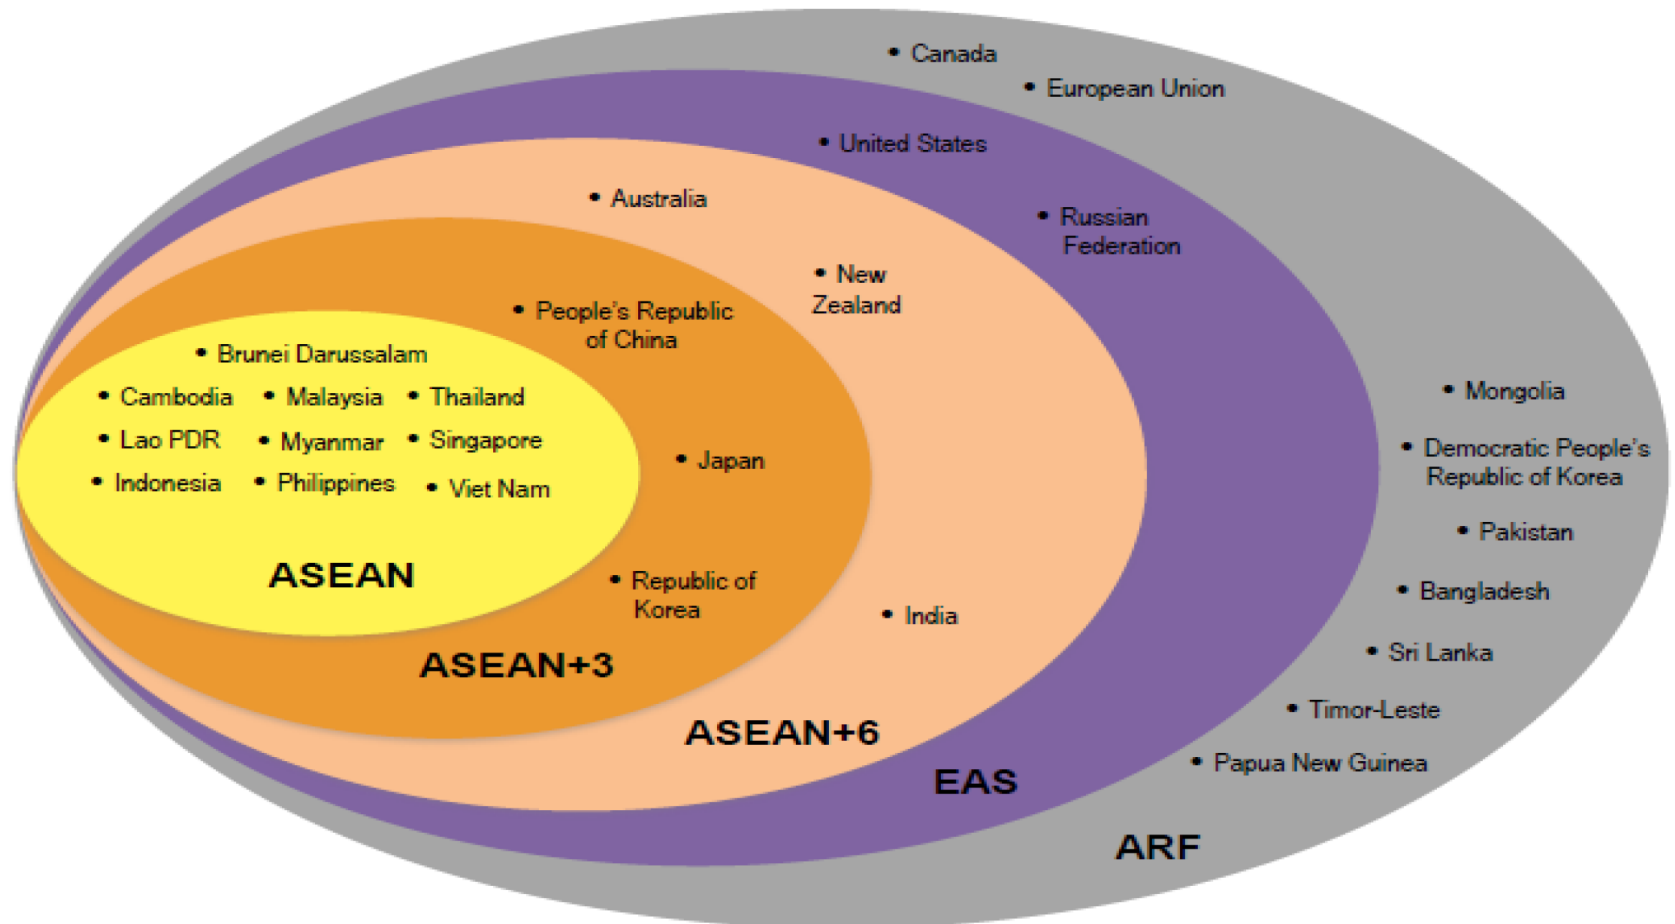 • Canada
• European Union
• United States
• Australia
• Russian
Federation
• New
Zealand
• People's Republic
of China
• Brunei Darussalam
• Cambodia • Malaysia • Thailand
• Lao PDR • Myanmar • Singapore
• Indonesia • Philippines • Viet Nam
• Japan
• Mongolia
• Democratic People's
Republic of Korea
• Pakistan
ASEAN
• Republic of
Korea
• Bangladesh
• India
• Sri Lanka
ASEAN+3
• Timor-Leste
ASEAN+6
• Papua New Guinea
EAS
ARF